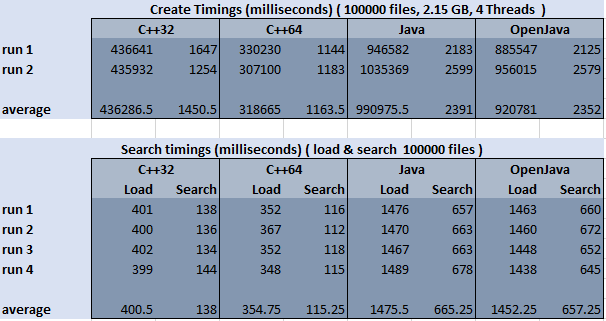 Create Timings (milliseconds) ( 100000 files, 2.15 GB, 4 Threads )
C++32 C++64 Java OpenJava
run 1 436641 1647 330230 1144 946582 2183 885547 2125
run 2 435932 1254 307100 1183 1035369 2599 956015 2579
average 436286.5 1450.5 318665 1163.5 990975.5 2391 920781 2352
Search timings (milliseconds) ( load & search 100000 files )
C++32 C++64 Java OpenJava
Load Search Load Search Load Search Load Search
run 1 401 138 352 116 1476 657 1463 660
run 2 400 136 367 112 1470 663 1460 672
run 3 402 134 352 118 1467 663 1448 652
run 4 399 144 348 115 1489 678 1438 645
average 400.5 138 354.75 115.25 1475.5 665.25 1452.25 657.25